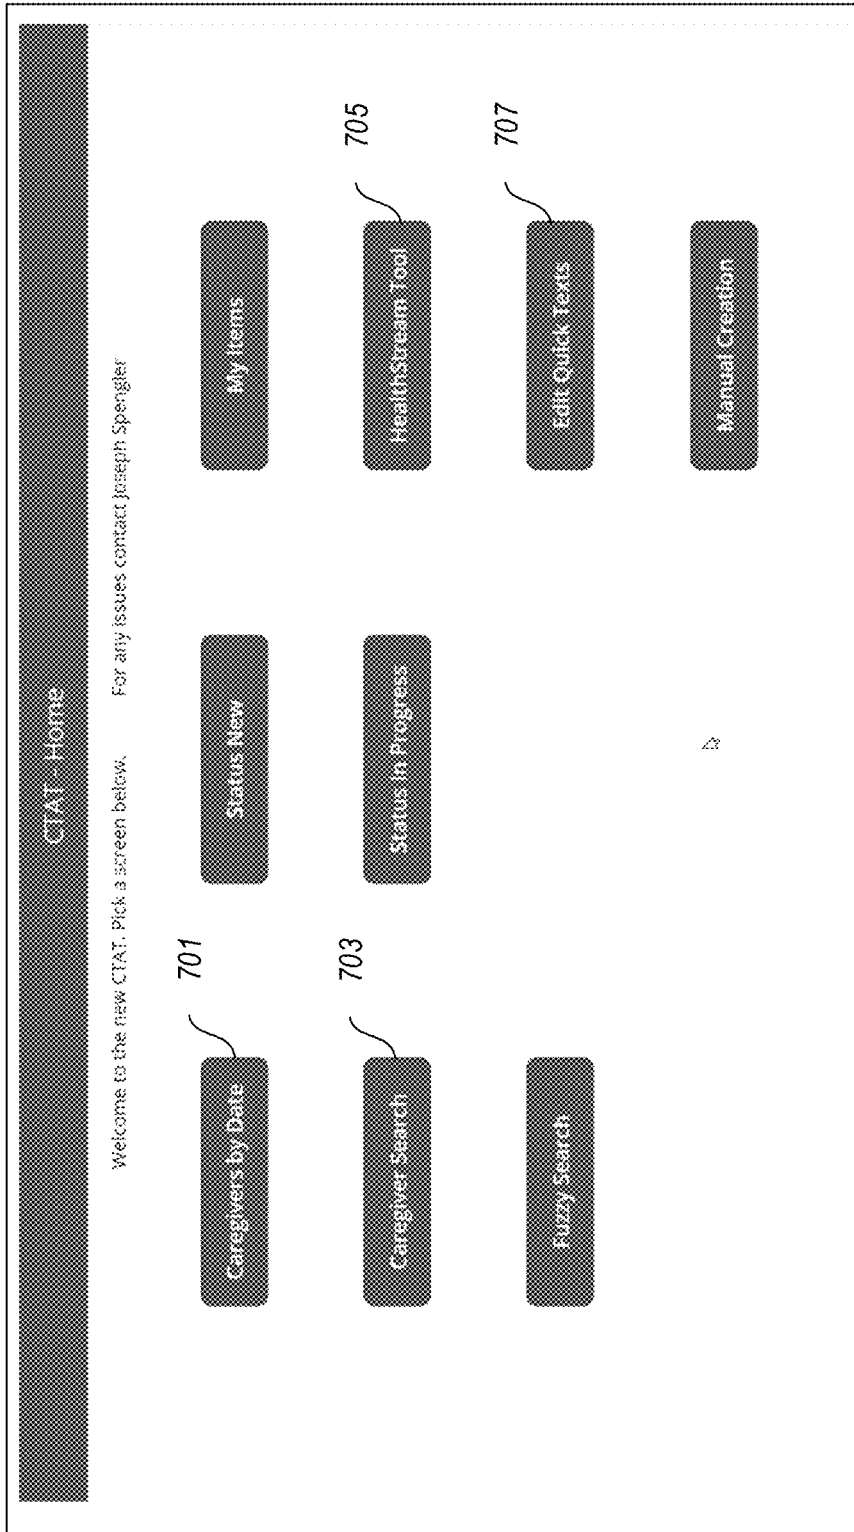 CTAT - Home
Welcome to the new CTAT. Pick a screen below. For any issues contact Joseph Spengler
701
Caregivers by Date Status New My Items
703 705
Caregiver Search Status In Progress HealthStream Tool
707
Fuzzy Search Edit Quick Texts
Manual Creation